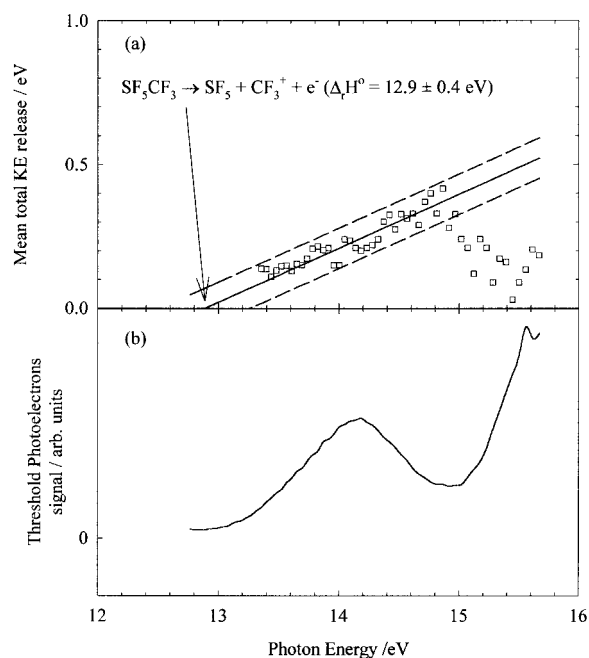 (a)
1.0
SF₅CF₃ → SF₅ + CF₃⁺ + e⁻ (ΔᵣH° = 12.9 ± 0.4 eV)
Mean total KE release / eV
0.5
0.0
(b)
Threshold Photoelectrons
signal / arb. units
0
12 13 14 15 16
Photon Energy /eV